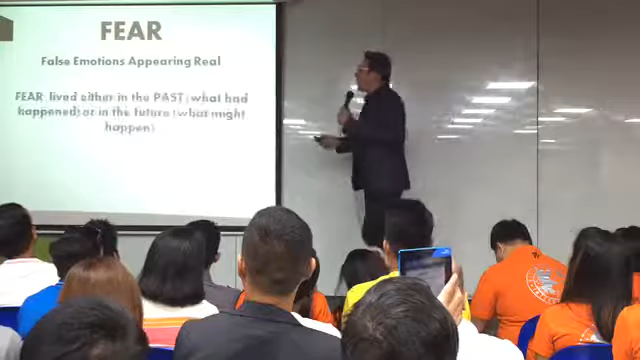 FEAR
False Emotions Appearing Real
FEAR lived either in the PAST (what had
happened) or in the future (what might
happen)